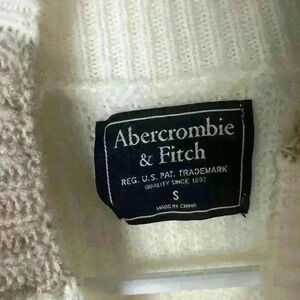 Abercrombie
& Fitch
REG. U.S. PAT. TRADEMARK
QUALITY SINCE 1892
S
MADE IN CHINA